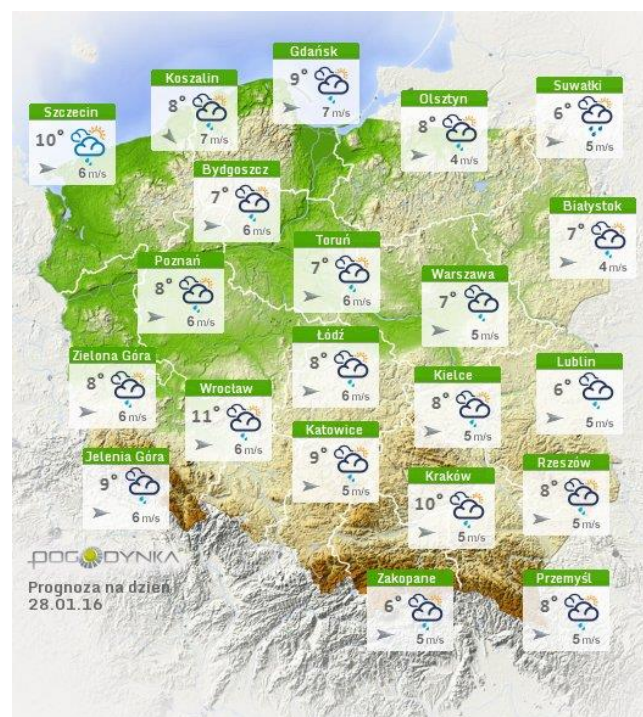 Gdańsk
9°
7 m/s
Koszalin
8°
7 m/s
Suwałki
6°
5 m/s
Olsztyn
8°
4 m/s
Szczecin
10°
6 m/s
Bydgoszcz
7°
6 m/s
Białystok
7°
4 m/s
Toruń
7°
6 m/s
Poznań
8°
6 m/s
Warszawa
7°
5 m/s
Łódź
8°
6 m/s
Zielona Góra
8°
6 m/s
Lublin
6°
5 m/s
Kielce
8°
5 m/s
Wrocław
11°
6 m/s
Katowice
9°
5 m/s
Jelenia Góra
9°
6 m/s
Rzeszów
8°
5 m/s
Kraków
10°
5 m/s
POGODYNKA
Prognoza na dzień
28.01.16
Zakopane
6°
5 m/s
Przemyśl
8°
5 m/s